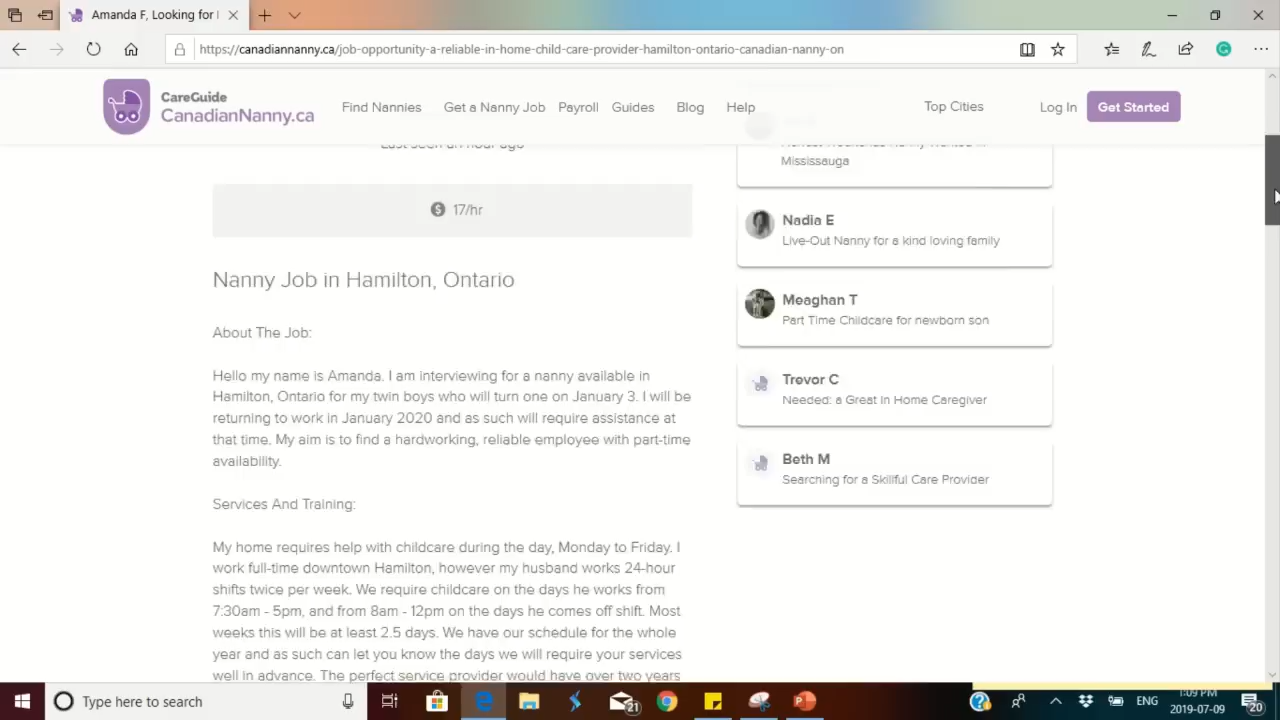 Amanda F, Looking for
https://canadiannanny.ca/job-opportunity-a-reliable-in-home-child-care-provider-hamilton-ontario-canadian-nanny-on
CareGuide
CanadianNanny.ca
Find Nannies
Get a Nanny Job
Payroll
Guides
Blog
Help
Top Cities
Log In
Get Started
Last seen an hour ago
$ 17/hr
Nanny Job in Hamilton, Ontario
About The Job:
Hello my name is Amanda. I am interviewing for a nanny available in
Hamilton, Ontario for my twin boys who will turn one on January 3. I will be
returning to work in January 2020 and as such will require assistance at
that time. My aim is to find a hardworking, reliable employee with part-time
availability.
Services And Training:
My home requires help with childcare during the day, Monday to Friday. I
work full-time downtown Hamilton, however my husband works 24-hour
shifts twice per week. We require childcare on the days he works from
7:30am - 5pm, and from 8am - 12pm on the days he comes off shift. Most
weeks this will be at least 2.5 days. We have our schedule for the whole
year and as such can let you know the days we will require your services
well in advance. The perfect service provider would have over two years
Mississauga
Nadia E
Live-Out Nanny for a kind loving family
Meaghan T
Part Time Childcare for newborn son
Trevor C
Needed: a Great In Home Caregiver
Beth M
Searching for a Skillful Care Provider
Type here to search
21
ENG
1:09 PM
2019-07-09
20